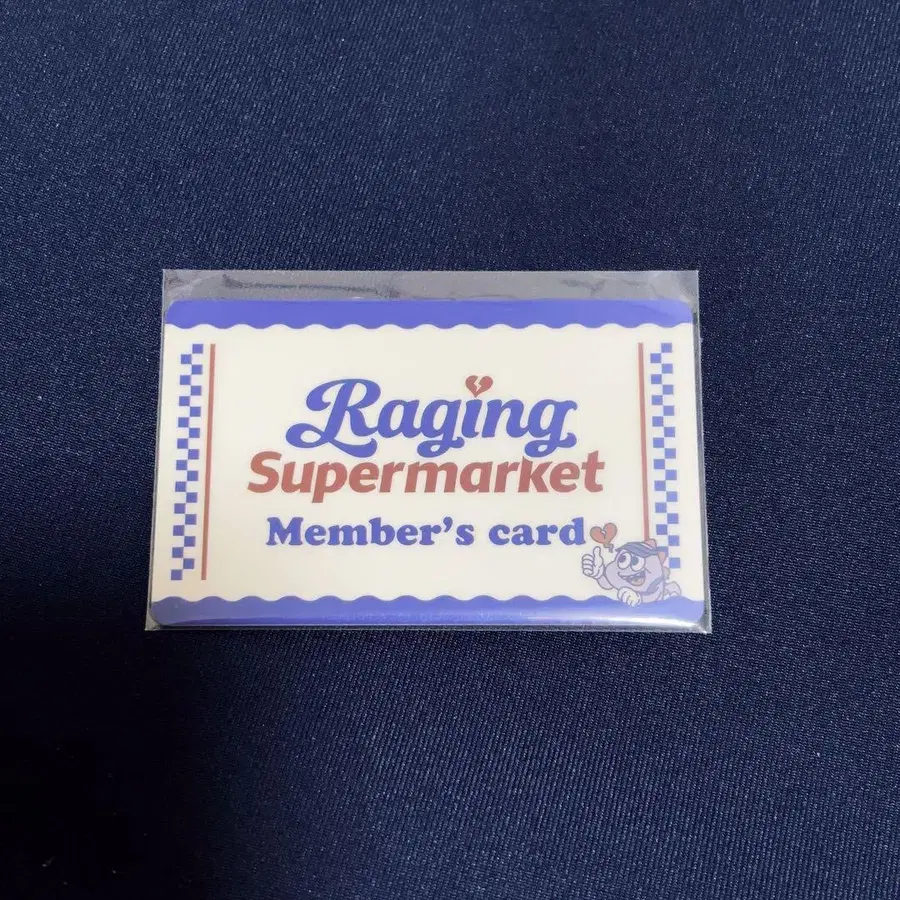 Raging
Supermarket
Member's card